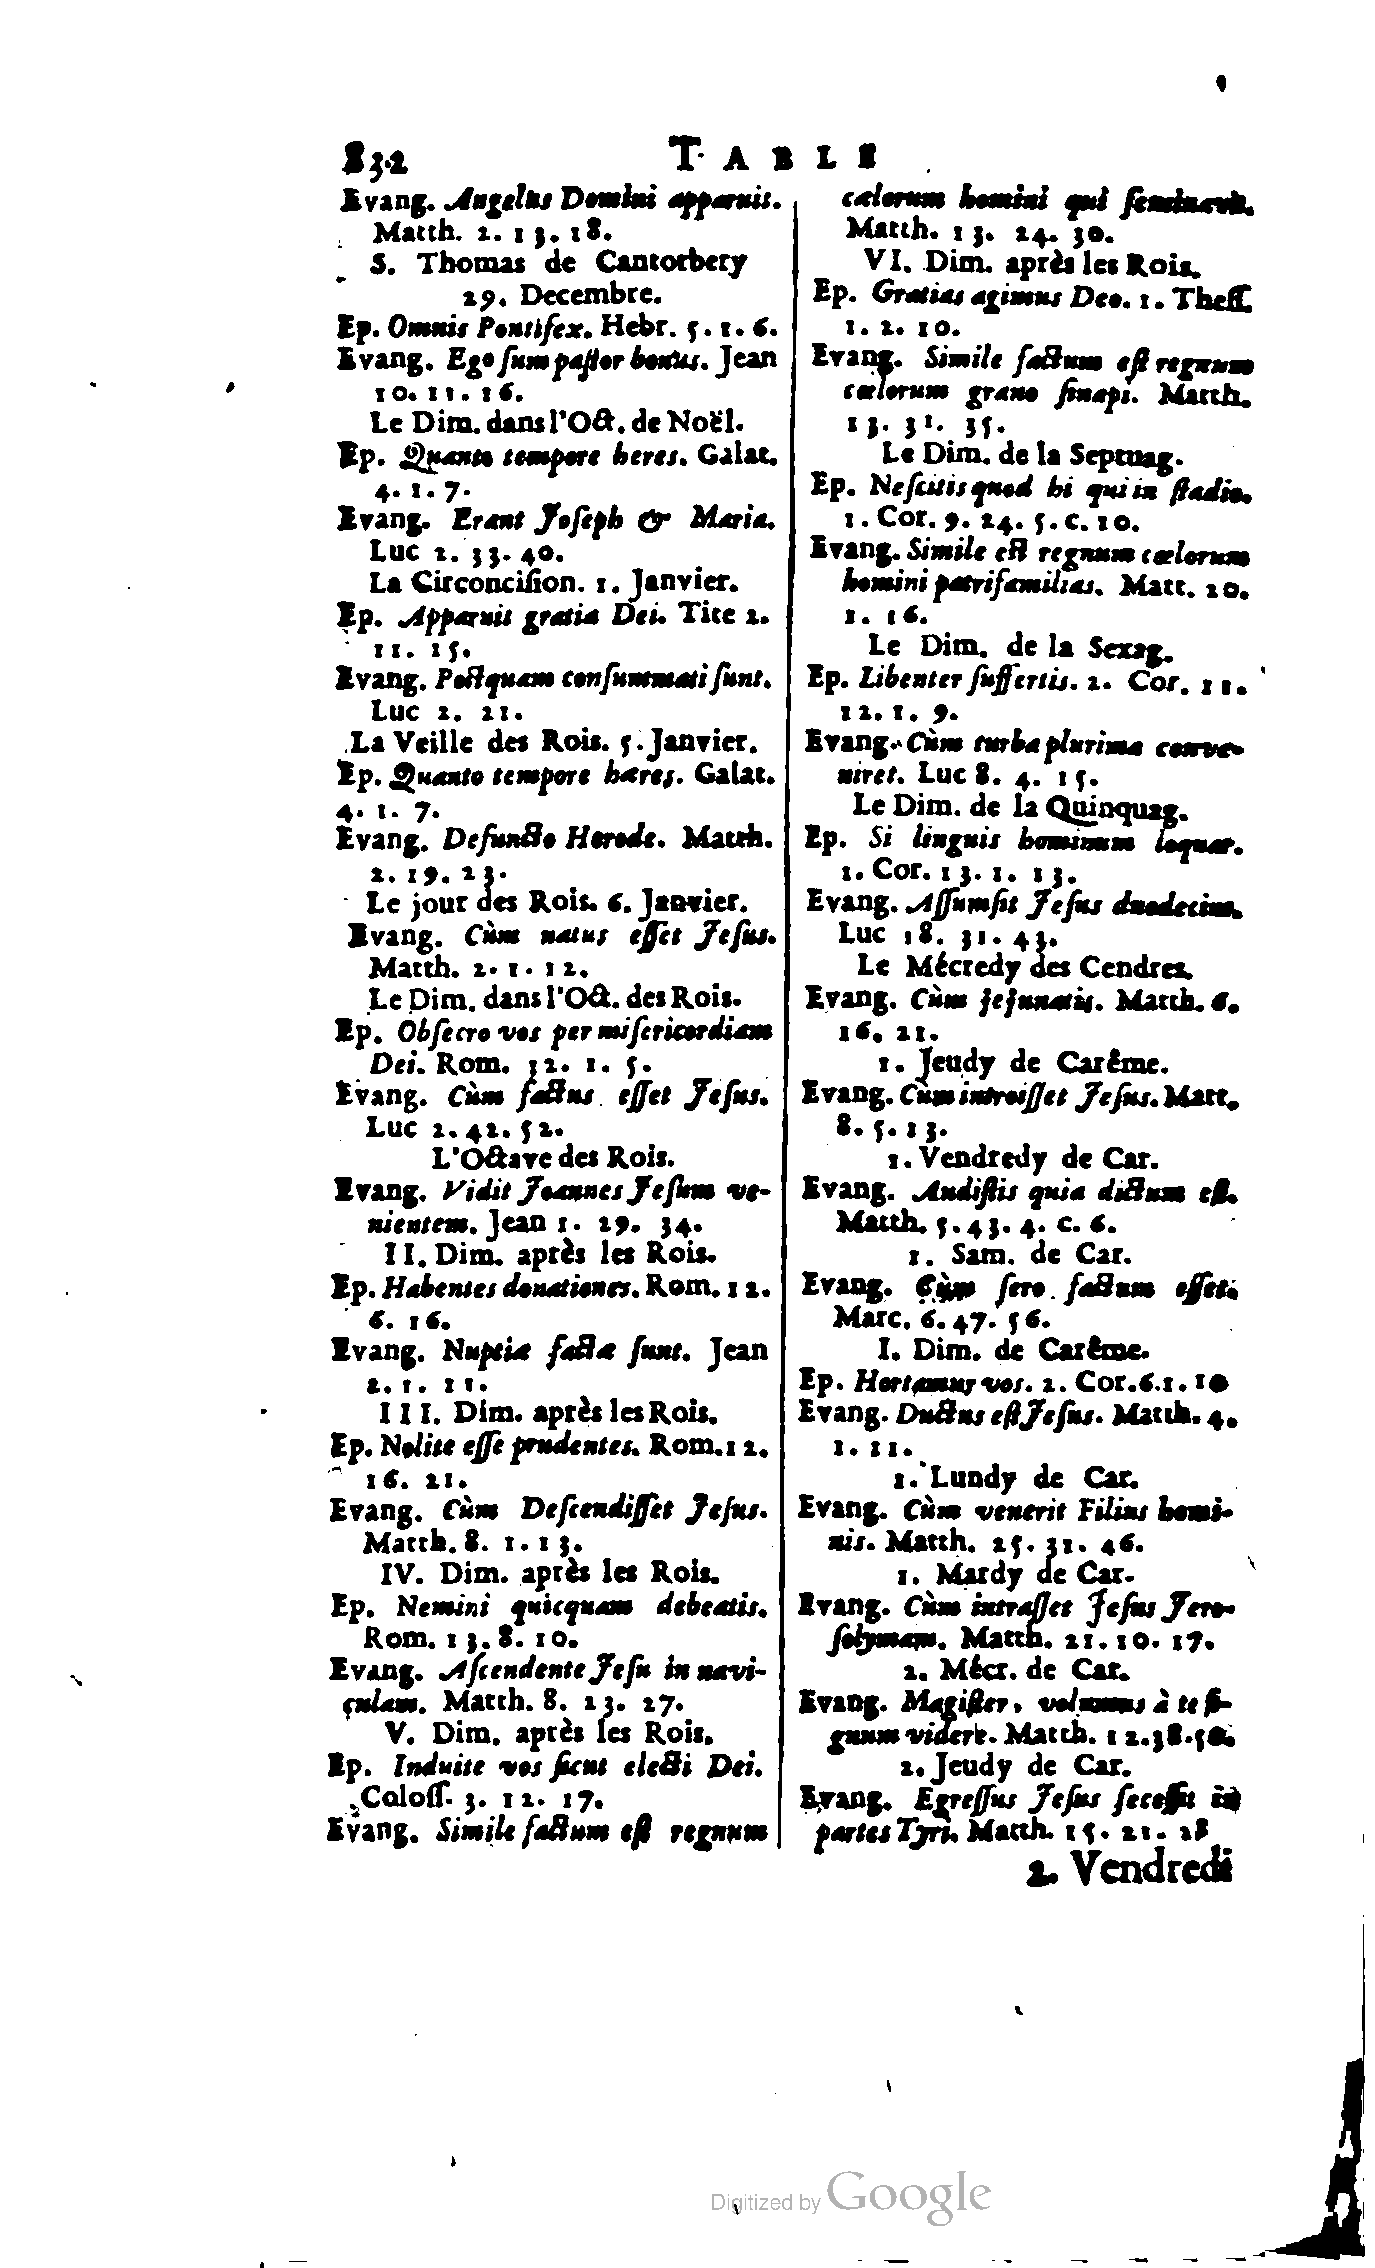 832 TABLE
Evang. Angelus Domini apparuit.
Matth. 2. 13. 18.
S. Thomas de Cantorbery
29. Decembre.
Ep. Omnis Pontifex. Hebr. 5. 1. 6.
Evang. Ego ſum paſtor bonus. Jean
10. 11. 16.
Le Dim. dans l'Oct. de Noël.
Ep. Quanto tempore heres. Galat.
4. 1. 7.
Evang. Erant Joſeph & Maria.
Luc 2. 33. 40.
La Circonciſion. 1. Janvier.
Ep. Apparuit gratia Dei. Tite 2.
11. 15.
Evang. Poſtquam conſummati ſunt.
Luc 2. 21.
La Veille des Rois. 5. Janvier.
Ep. Quanto tempore hæres. Galat.
4. 1. 7.
Evang. Defuncto Herode. Matth.
2. 19. 23.
Le jour des Rois. 6. Janvier.
Evang. Cùm natus eſſet Jeſus.
Matth. 2. 1. 12.
Le Dim. dans l'Oct. des Rois.
Ep. Obſecro vos per miſericordiam
Dei. Rom. 12. 1. 5.
Evang. Cùm factus eſſet Jeſus.
Luc 2. 42. 52.
L'Octave des Rois.
Evang. Vidit Joannes Jeſum ve-
nientem. Jean 1. 29. 34.
II. Dim. après les Rois.
Ep. Habentes donationes. Rom. 12.
6. 16.
Evang. Nuptiæ factæ ſunt. Jean
2. 1. 11.
III. Dim. après les Rois.
Ep. Nolite eſſe prudentes. Rom. 12.
16. 21.
Evang. Cùm Deſcendiſſet Jeſus.
Matth. 8. 1. 13.
IV. Dim. après les Rois.
Ep. Nemini quicquam debeatis.
Rom. 13. 8. 10.
Evang. Aſcendente Jeſu in navi-
culam. Matth. 8. 23. 27.
V. Dim. après les Rois.
Ep. Induite vos ſicut electi Dei.
Coloſſ. 3. 12. 17.
Evang. Simile factum eſt regnum
cælorum homini qui ſeminavit.
Matth. 13. 24. 30.
VI. Dim. après les Rois.
Ep. Gratias agimus Deo. 1. Theſſ.
1. 2. 10.
Evang. Simile factum eſt regnum
cœlorum grano ſinapi. Matth.
13. 31. 35.
Le Dim. de la Septuag.
Ep. Neſcitis quod hi qui in ſtadio.
1. Cor. 9. 24. 5. c. 10.
Evang. Simile eſt regnum cœlorum
homini patrifamilias. Matt. 20.
1. 16.
Le Dim. de la Sexag.
Ep. Libenter ſuffertis. 2. Cor. 11.
12. 1. 9.
Evang. Cùm turba plurima conve-
niret. Luc 8. 4. 15.
Le Dim. de la Quinquag.
Ep. Si linguis hominum loquar.
1. Cor. 13. 1. 13.
Evang. Aſſumſit Jeſus duodecim.
Luc 18. 31. 43.
Le Mécredy des Cendres.
Evang. Cùm jejunatis. Matth. 6.
16. 21.
1. Jeudy de Carême.
Evang. Cùm introiſſet Jeſus. Matt.
8. 5. 13.
1. Vendredy de Car.
Evang. Audiſtis quia dictum eſt.
Matth. 5. 43. 4. c. 6.
1. Sam. de Car.
Evang. Cùm ſero factum eſſet.
Marc. 6. 47. 56.
I. Dim. de Carême.
Ep. Hortamur vos. 2. Cor. 6. 1. 10
Evang. Ductus eſt Jeſus. Matth. 4.
1. 11.
1. Lundy de Car.
Evang. Cùm venerit Filius homi-
nis. Matth. 25. 31. 46.
1. Mardy de Car.
Evang. Cùm intraſſet Jeſus Jero-
ſolymam. Matth. 21. 10. 17.
2. Mécr. de Car.
Evang. Magiſter, volumus à te ſi-
gnum videre. Matth. 12. 38. 50.
2. Jeudy de Car.
Evang. Egreſſus Jeſus ſeceſſit in
partes Tyri. Matth. 15. 21. 28
2. Vendredi
Digitized by Google